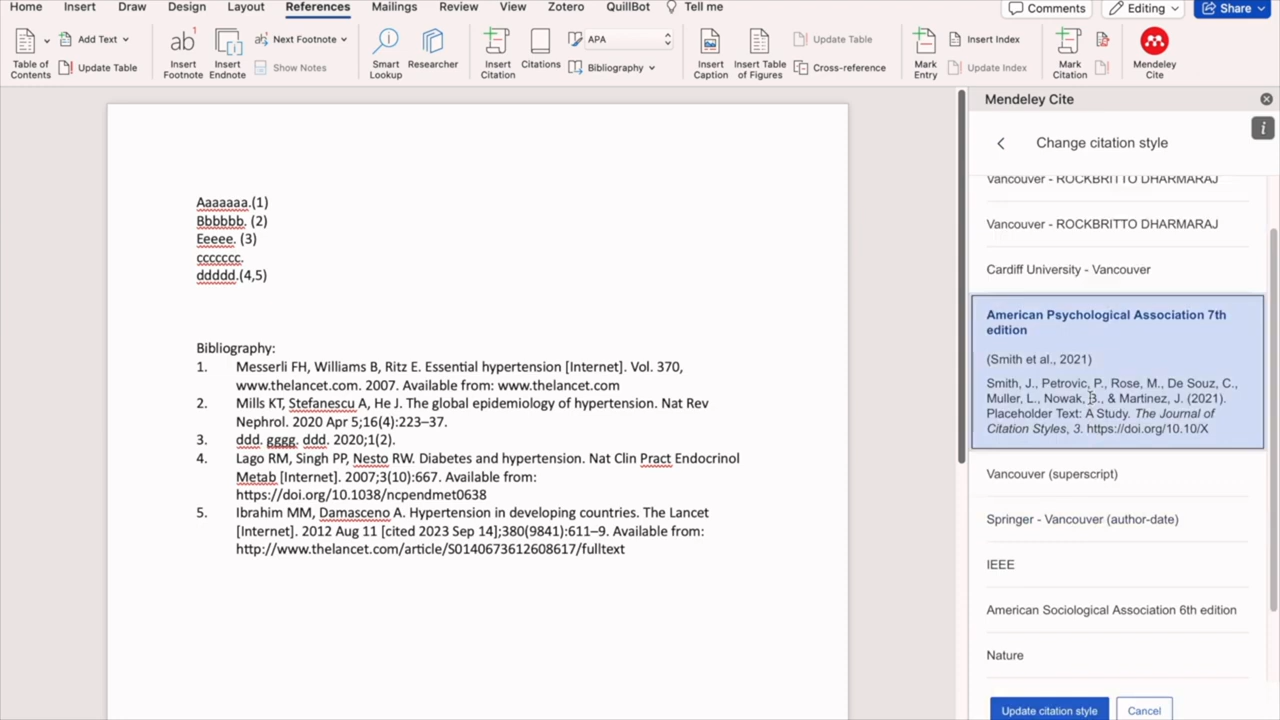 Home Insert Draw Design Layout References Mailings Review View Zotero QuillBot Tell me Comments Editing Share
Table of Contents
Add Text
Update Table
ab
Insert Footnote
Insert Endnote
ab Next Footnote
Show Notes
Smart Lookup
Researcher
Insert Citation
Citations
APA
Bibliography
Insert Caption
Insert Table of Figures
Update Table
Cross-reference
Mark Entry
Insert Index
Update Index
Mark Citation
Mendeley Cite
Aaaaaaa.(1)
Bbbbbb. (2)
Eeeee. (3)
ccccccc.
ddddd.(4,5)
Bibliography:
1. Messerli FH, Williams B, Ritz E. Essential hypertension [Internet]. Vol. 370,
www.thelancet.com. 2007. Available from: www.thelancet.com
2. Mills KT, Stefanescu A, He J. The global epidemiology of hypertension. Nat Rev
Nephrol. 2020 Apr 5;16(4):223–37.
3. ddd. gggg. ddd. 2020;1(2).
4. Lago RM, Singh PP, Nesto RW. Diabetes and hypertension. Nat Clin Pract Endocrinol
Metab [Internet]. 2007;3(10):667. Available from:
https://doi.org/10.1038/ncpendmet0638
5. Ibrahim MM, Damasceno A. Hypertension in developing countries. The Lancet
[Internet]. 2012 Aug 11 [cited 2023 Sep 14];380(9841):611–9. Available from:
http://www.thelancet.com/article/S0140673612608617/fulltext
Mendeley Cite
i
Change citation style
Vancouver - ROCKBRITTO DHARMARAJ
Vancouver - ROCKBRITTO DHARMARAJ
Cardiff University - Vancouver
American Psychological Association 7th
edition
(Smith et al., 2021)
Smith, J., Petrovic, P., Rose, M., De Souz, C.,
Muller, L., Nowak, B., & Martinez, J. (2021).
Placeholder Text: A Study. The Journal of
Citation Styles, 3. https://doi.org/10.10/X
Vancouver (superscript)
Springer - Vancouver (author-date)
IEEE
American Sociological Association 6th edition
Nature
Update citation style Cancel